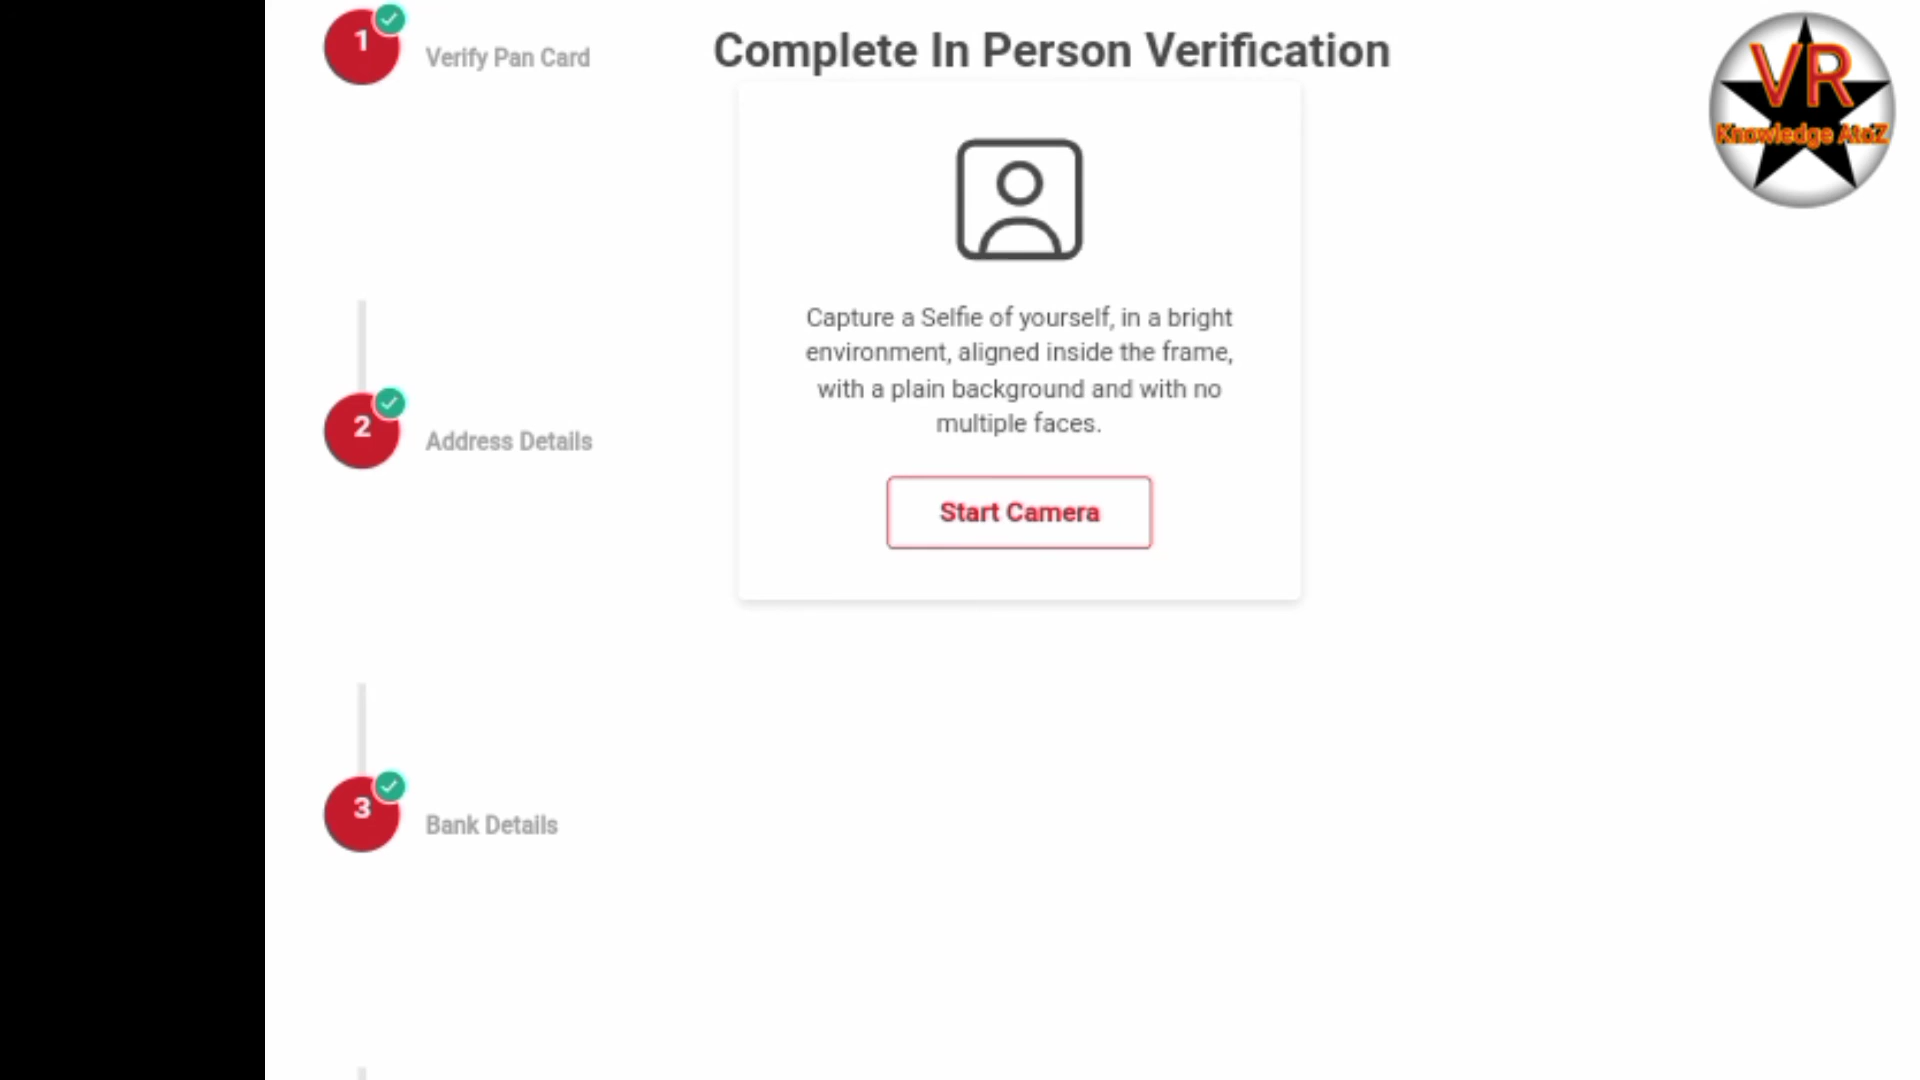 1
Verify Pan Card
Complete In Person Verification
VR
Knowledge AtoZ
Capture a Selfie of yourself, in a bright
environment, aligned inside the frame,
with a plain background and with no
multiple faces.
Start Camera
2
Address Details
3
Bank Details